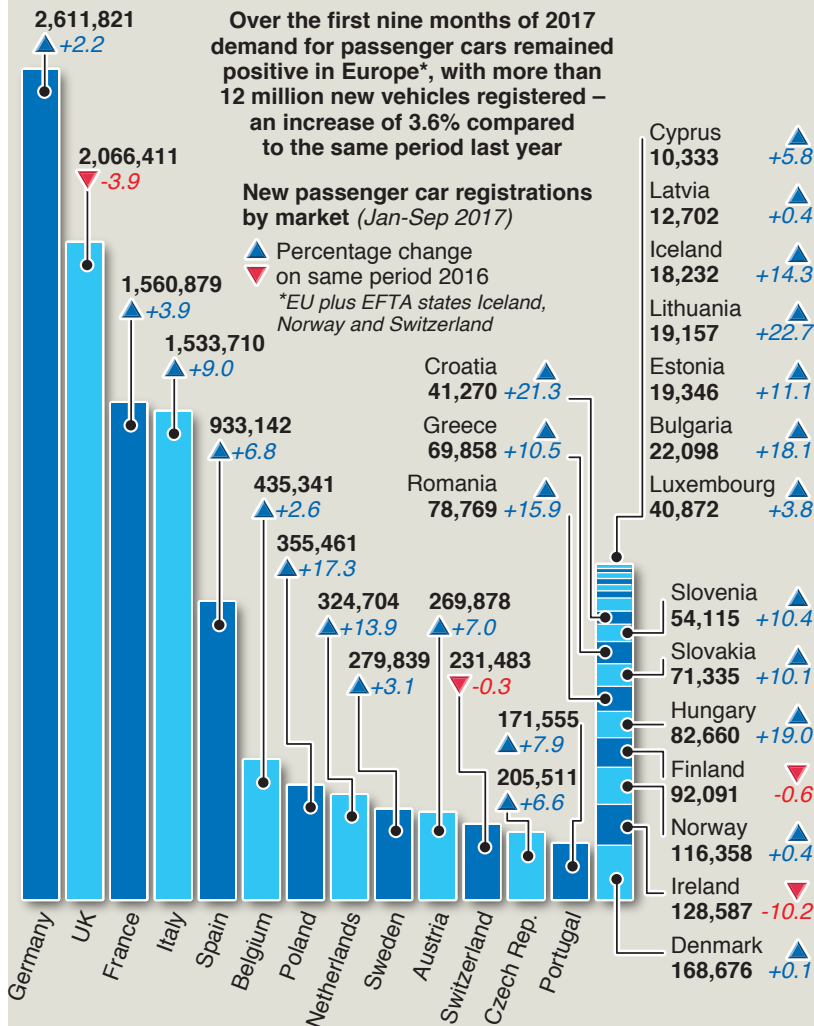 Over the first nine months of 2017
demand for passenger cars remained
positive in Europe*, with more than
12 million new vehicles registered –
an increase of 3.6% compared
to the same period last year
New passenger car registrations
by market (Jan-Sep 2017)
Percentage change
on same period 2016
*EU plus EFTA states Iceland,
Norway and Switzerland
2,611,821
+2.2
2,066,411
-3.9
1,560,879
+3.9
1,533,710
+9.0
933,142
+6.8
435,341
+2.6
355,461
+17.3
324,704
+13.9
279,839
+3.1
269,878
+7.0
231,483
-0.3
205,511
+6.6
171,555
+7.9
Germany
UK
France
Italy
Spain
Belgium
Poland
Netherlands
Sweden
Austria
Switzerland
Czech Rep.
Portugal
Croatia
41,270 +21.3
Greece
69,858 +10.5
Romania
78,769 +15.9
Cyprus
10,333 +5.8
Latvia
12,702 +0.4
Iceland
18,232 +14.3
Lithuania
19,157 +22.7
Estonia
19,346 +11.1
Bulgaria
22,098 +18.1
Luxembourg
40,872 +3.8
Slovenia
54,115 +10.4
Slovakia
71,335 +10.1
Hungary
82,660 +19.0
Finland
92,091 -0.6
Norway
116,358 +0.4
Ireland
128,587 -10.2
Denmark
168,676 +0.1